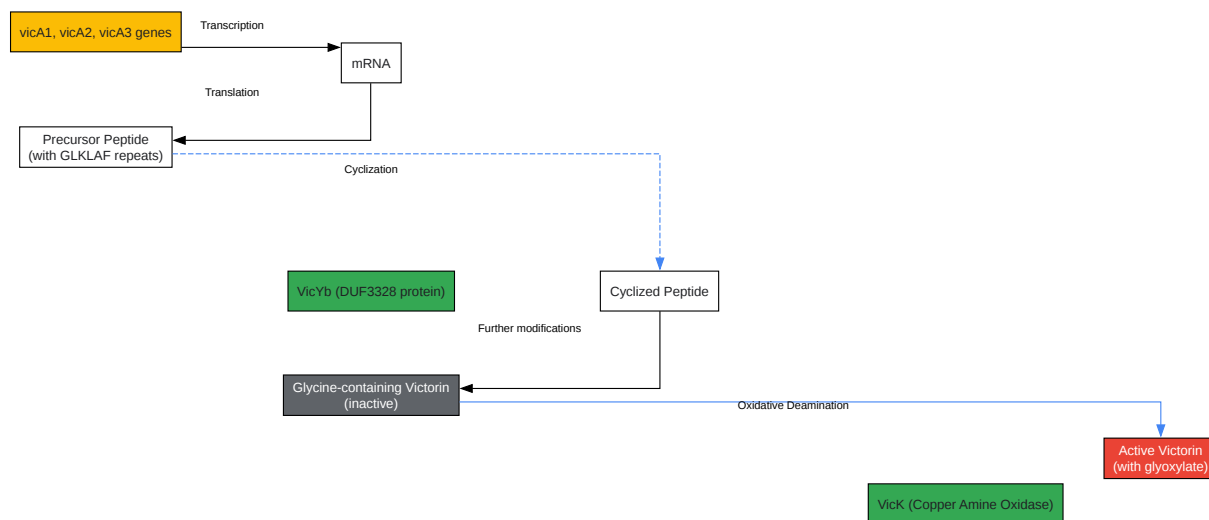 vicA1, vicA2, vicA3 genes
Transcription
mRNA
Translation
Precursor Peptide
(with GLKLAF repeats)
Cyclization
VicYb (DUF3328 protein)
Cyclized Peptide
Further modifications
Glycine-containing Victorin
(inactive)
Oxidative Deamination
Active Victorin
(with glyoxylate)
VicK (Copper Amine Oxidase)